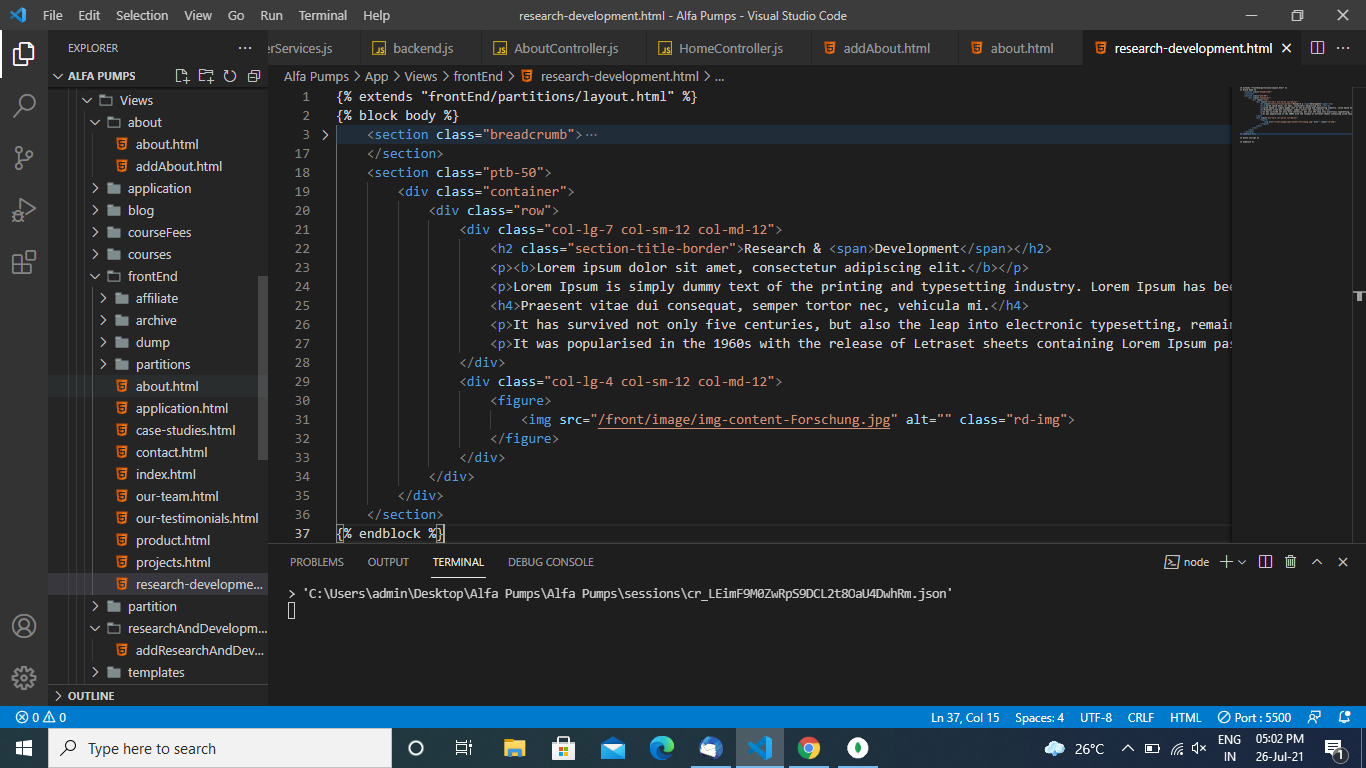 File Edit Selection View Go Run Terminal Help research-development.html - Alfa Pumps - Visual Studio Code
EXPLORER
erServices.js backend.js AboutController.js HomeController.js addAbout.html about.html research-development.html
ALFA PUMPS
Alfa Pumps > App > Views > frontEnd > research-development.html > ...
Views
about
about.html
addAbout.html
application
blog
courseFees
courses
frontEnd
affiliate
archive
dump
partitions
about.html
application.html
case-studies.html
contact.html
index.html
our-team.html
our-testimonials.html
product.html
projects.html
research-developme...
partition
researchAndDevelopm...
addResearchAndDev...
templates
OUTLINE
1 {% extends "frontEnd/partitions/layout.html" %}
2 {% block body %}
3 <section class="breadcrumb">…
17 </section>
18 <section class="ptb-50">
19 <div class="container">
20 <div class="row">
21 <div class="col-lg-7 col-sm-12 col-md-12">
22 <h2 class="section-title-border">Research & <span>Development</span></h2>
23 <p><b>Lorem ipsum dolor sit amet, consectetur adipiscing elit.</b></p>
24 <p>Lorem Ipsum is simply dummy text of the printing and typesetting industry. Lorem Ipsum has bee
25 <h4>Praesent vitae dui consequat, semper tortor nec, vehicula mi.</h4>
26 <p>It has survived not only five centuries, but also the leap into electronic typesetting, remain
27 <p>It was popularised in the 1960s with the release of Letraset sheets containing Lorem Ipsum pas
28 </div>
29 <div class="col-lg-4 col-sm-12 col-md-12">
30 <figure>
31 <img src="/front/image/img-content-Forschung.jpg" alt="" class="rd-img">
32 </figure>
33 </div>
34 </div>
35 </div>
36 </section>
37 {% endblock %}
PROBLEMS OUTPUT TERMINAL DEBUG CONSOLE node
> 'C:\Users\admin\Desktop\Alfa Pumps\Alfa Pumps\sessions\cr_LEimF9M0ZwRpS9DCL2t8OaU4DwhRm.json'
0 0 Ln 37, Col 15 Spaces: 4 UTF-8 CRLF HTML Port : 5500
Type here to search
26°C
ENG
IN
05:02 PM
26-Jul-21
1